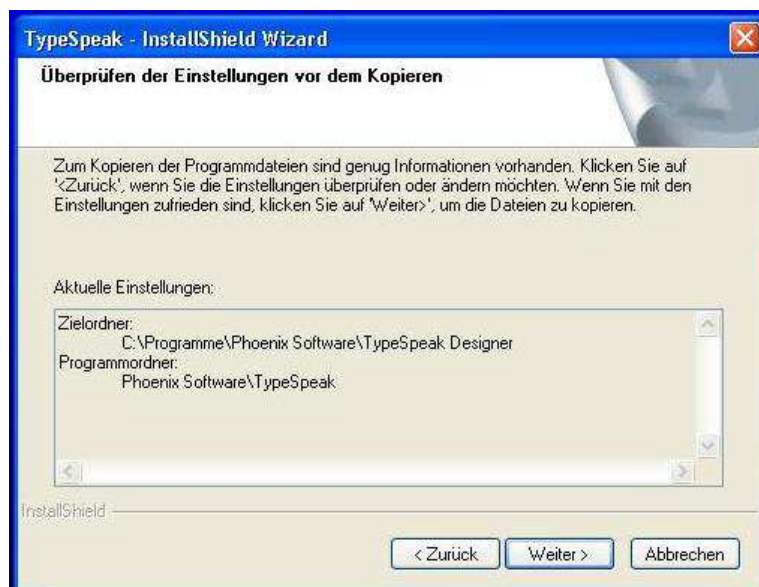 TypeSpeak - InstallShield Wizard
Überprüfen der Einstellungen vor dem Kopieren
Zum Kopieren der Programmdateien sind genug Informationen vorhanden. Klicken Sie auf
'<Zurück', wenn Sie die Einstellungen überprüfen oder ändern möchten. Wenn Sie mit den
Einstellungen zufrieden sind, klicken Sie auf 'Weiter>', um die Dateien zu kopieren.
Aktuelle Einstellungen:
Zielordner:
C:\Programme\Phoenix Software\TypeSpeak Designer
Programmordner:
Phoenix Software\TypeSpeak
InstallShield
< Zurück Weiter > Abbrechen